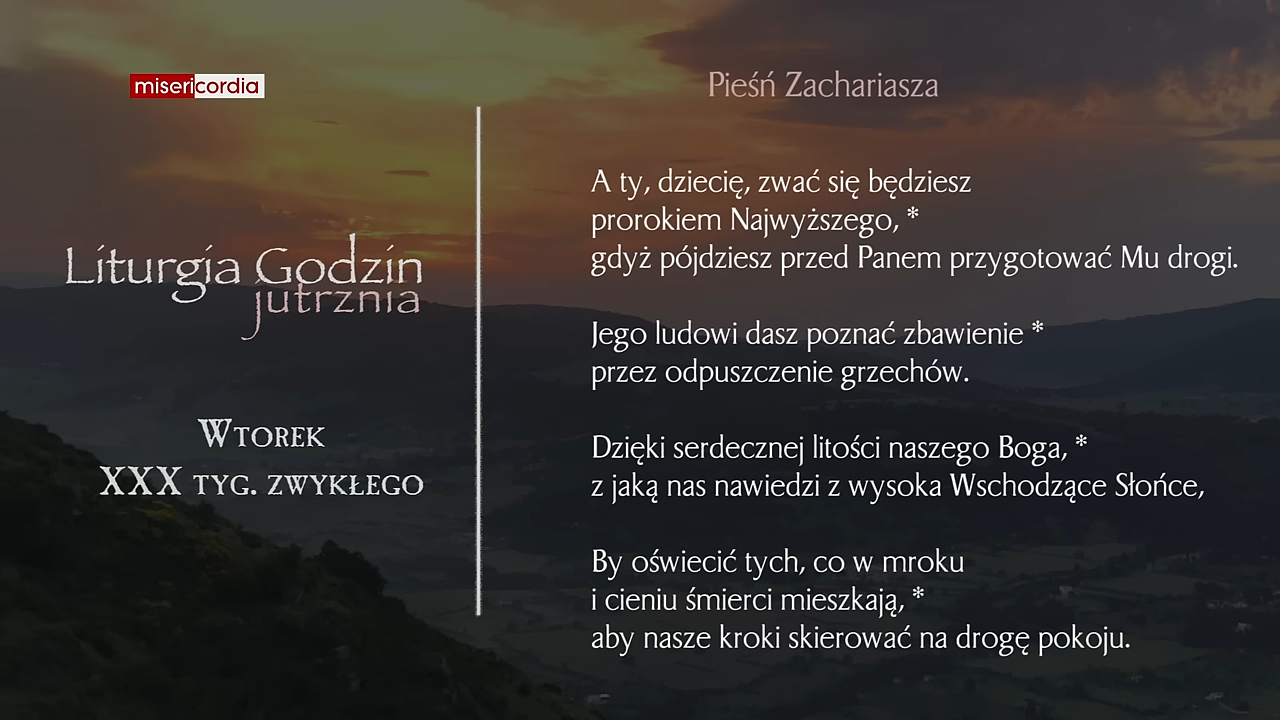 misericordia
Liturgia Godzin
jutrznia
Wtorek
XXX tyg. zwykłego
Pieśń Zachariasza
A ty, dziecię, zwać się będziesz
prorokiem Najwyższego, *
gdyż pójdziesz przed Panem przygotować Mu drogi.
Jego ludowi dasz poznać zbawienie *
przez odpuszczenie grzechów.
Dzięki serdecznej litości naszego Boga, *
z jaką nas nawiedzi z wysoka Wschodzące Słońce,
By oświecić tych, co w mroku
i cieniu śmierci mieszkają, *
aby nasze kroki skierować na drogę pokoju.